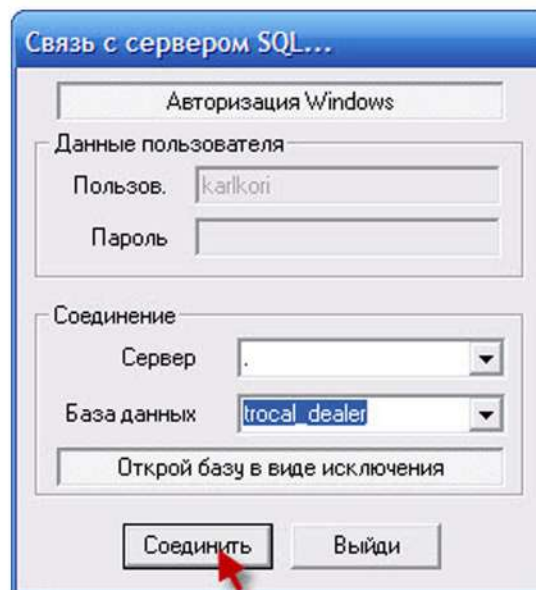 Связь с сервером SQL...
Авторизация Windows
Данные пользователя
Пользов. karlkori
Пароль
Соединение
Сервер .
База данных trocal_dealer
Открой базу в виде исключения
Соединить Выйди